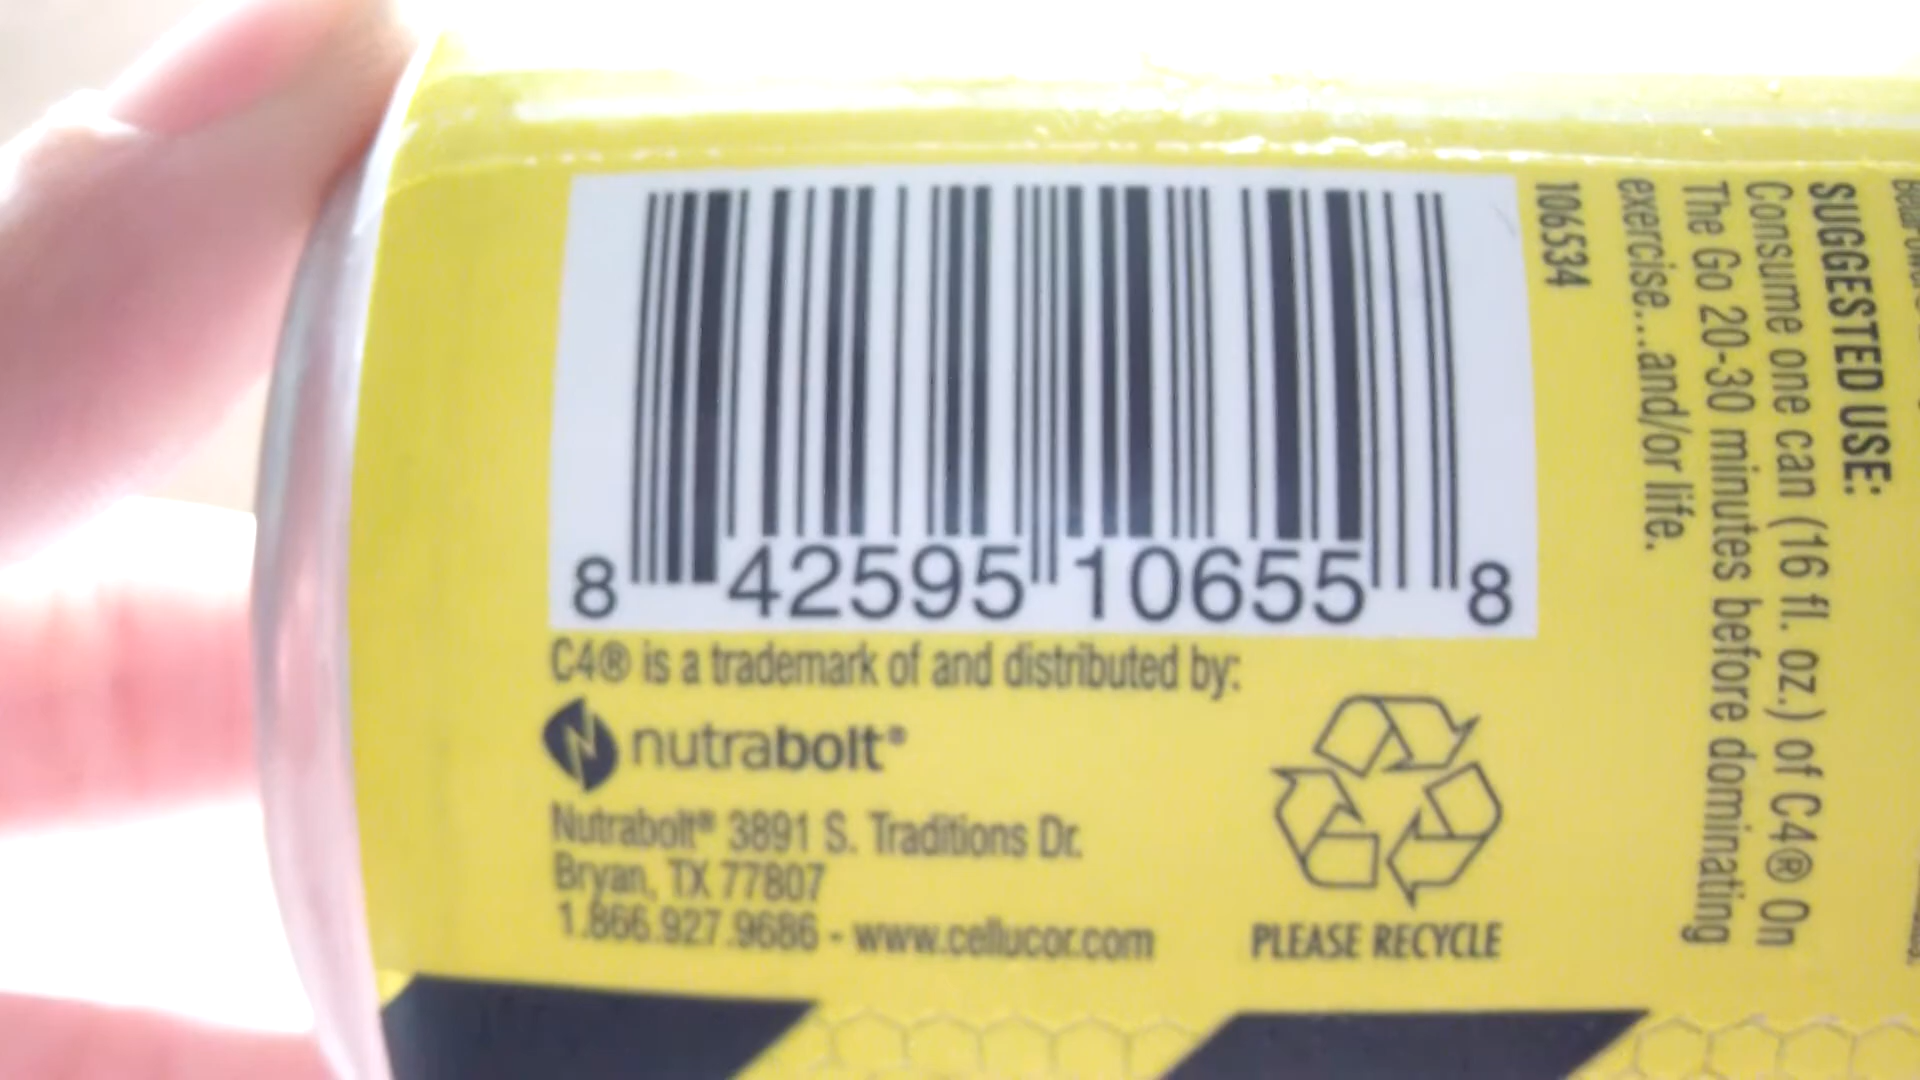 8 42595 10655 8
C4® is a trademark of and distributed by:
nutrabolt®
Nutrabolt® 3891 S. Traditions Dr.
Bryan, TX 77807
1.866.927.9686 - www.cellucor.com
PLEASE RECYCLE
106534
SUGGESTED USE:
Consume one can (16 fl. oz.) of C4® On
The Go 20-30 minutes before dominating
exercise...and/or life.